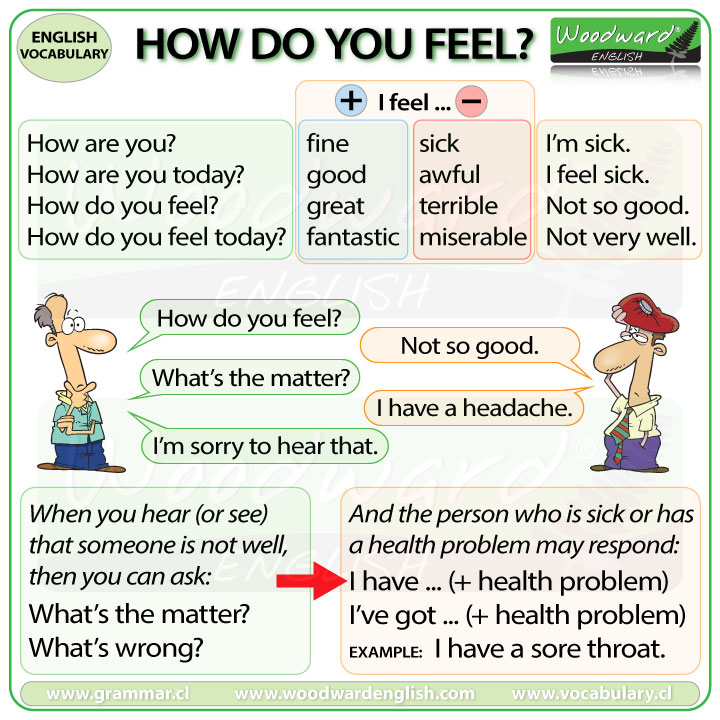 ENGLISH
VOCABULARY
HOW DO YOU FEEL?
Woodward®
ENGLISH
+ I feel ... −
How are you?
How are you today?
How do you feel?
How do you feel today?
fine
good
great
fantastic
sick
awful
terrible
miserable
I'm sick.
I feel sick.
Not so good.
Not very well.
Woodward®
ENGLISH
How do you feel?
Not so good.
What's the matter?
I have a headache.
I'm sorry to hear that.
Woodward®
ENGLISH
When you hear (or see)
that someone is not well,
then you can ask:
What's the matter?
What's wrong?
And the person who is sick or has
a health problem may respond:
I have ... (+ health problem)
I've got ... (+ health problem)
EXAMPLE: I have a sore throat.
www.grammar.cl www.woodwardenglish.com www.vocabulary.cl